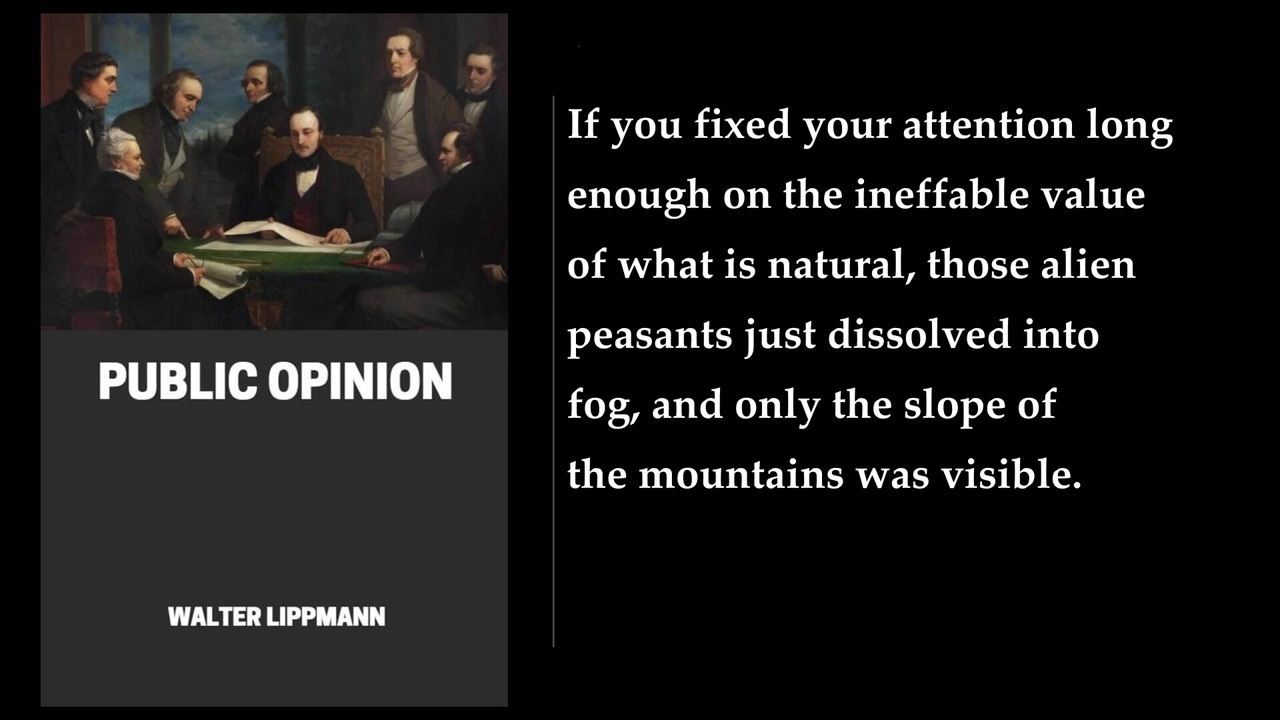 PUBLIC OPINION
WALTER LIPPMANN
If you fixed your attention long
enough on the ineffable value
of what is natural, those alien
peasants just dissolved into
fog, and only the slope of
the mountains was visible.